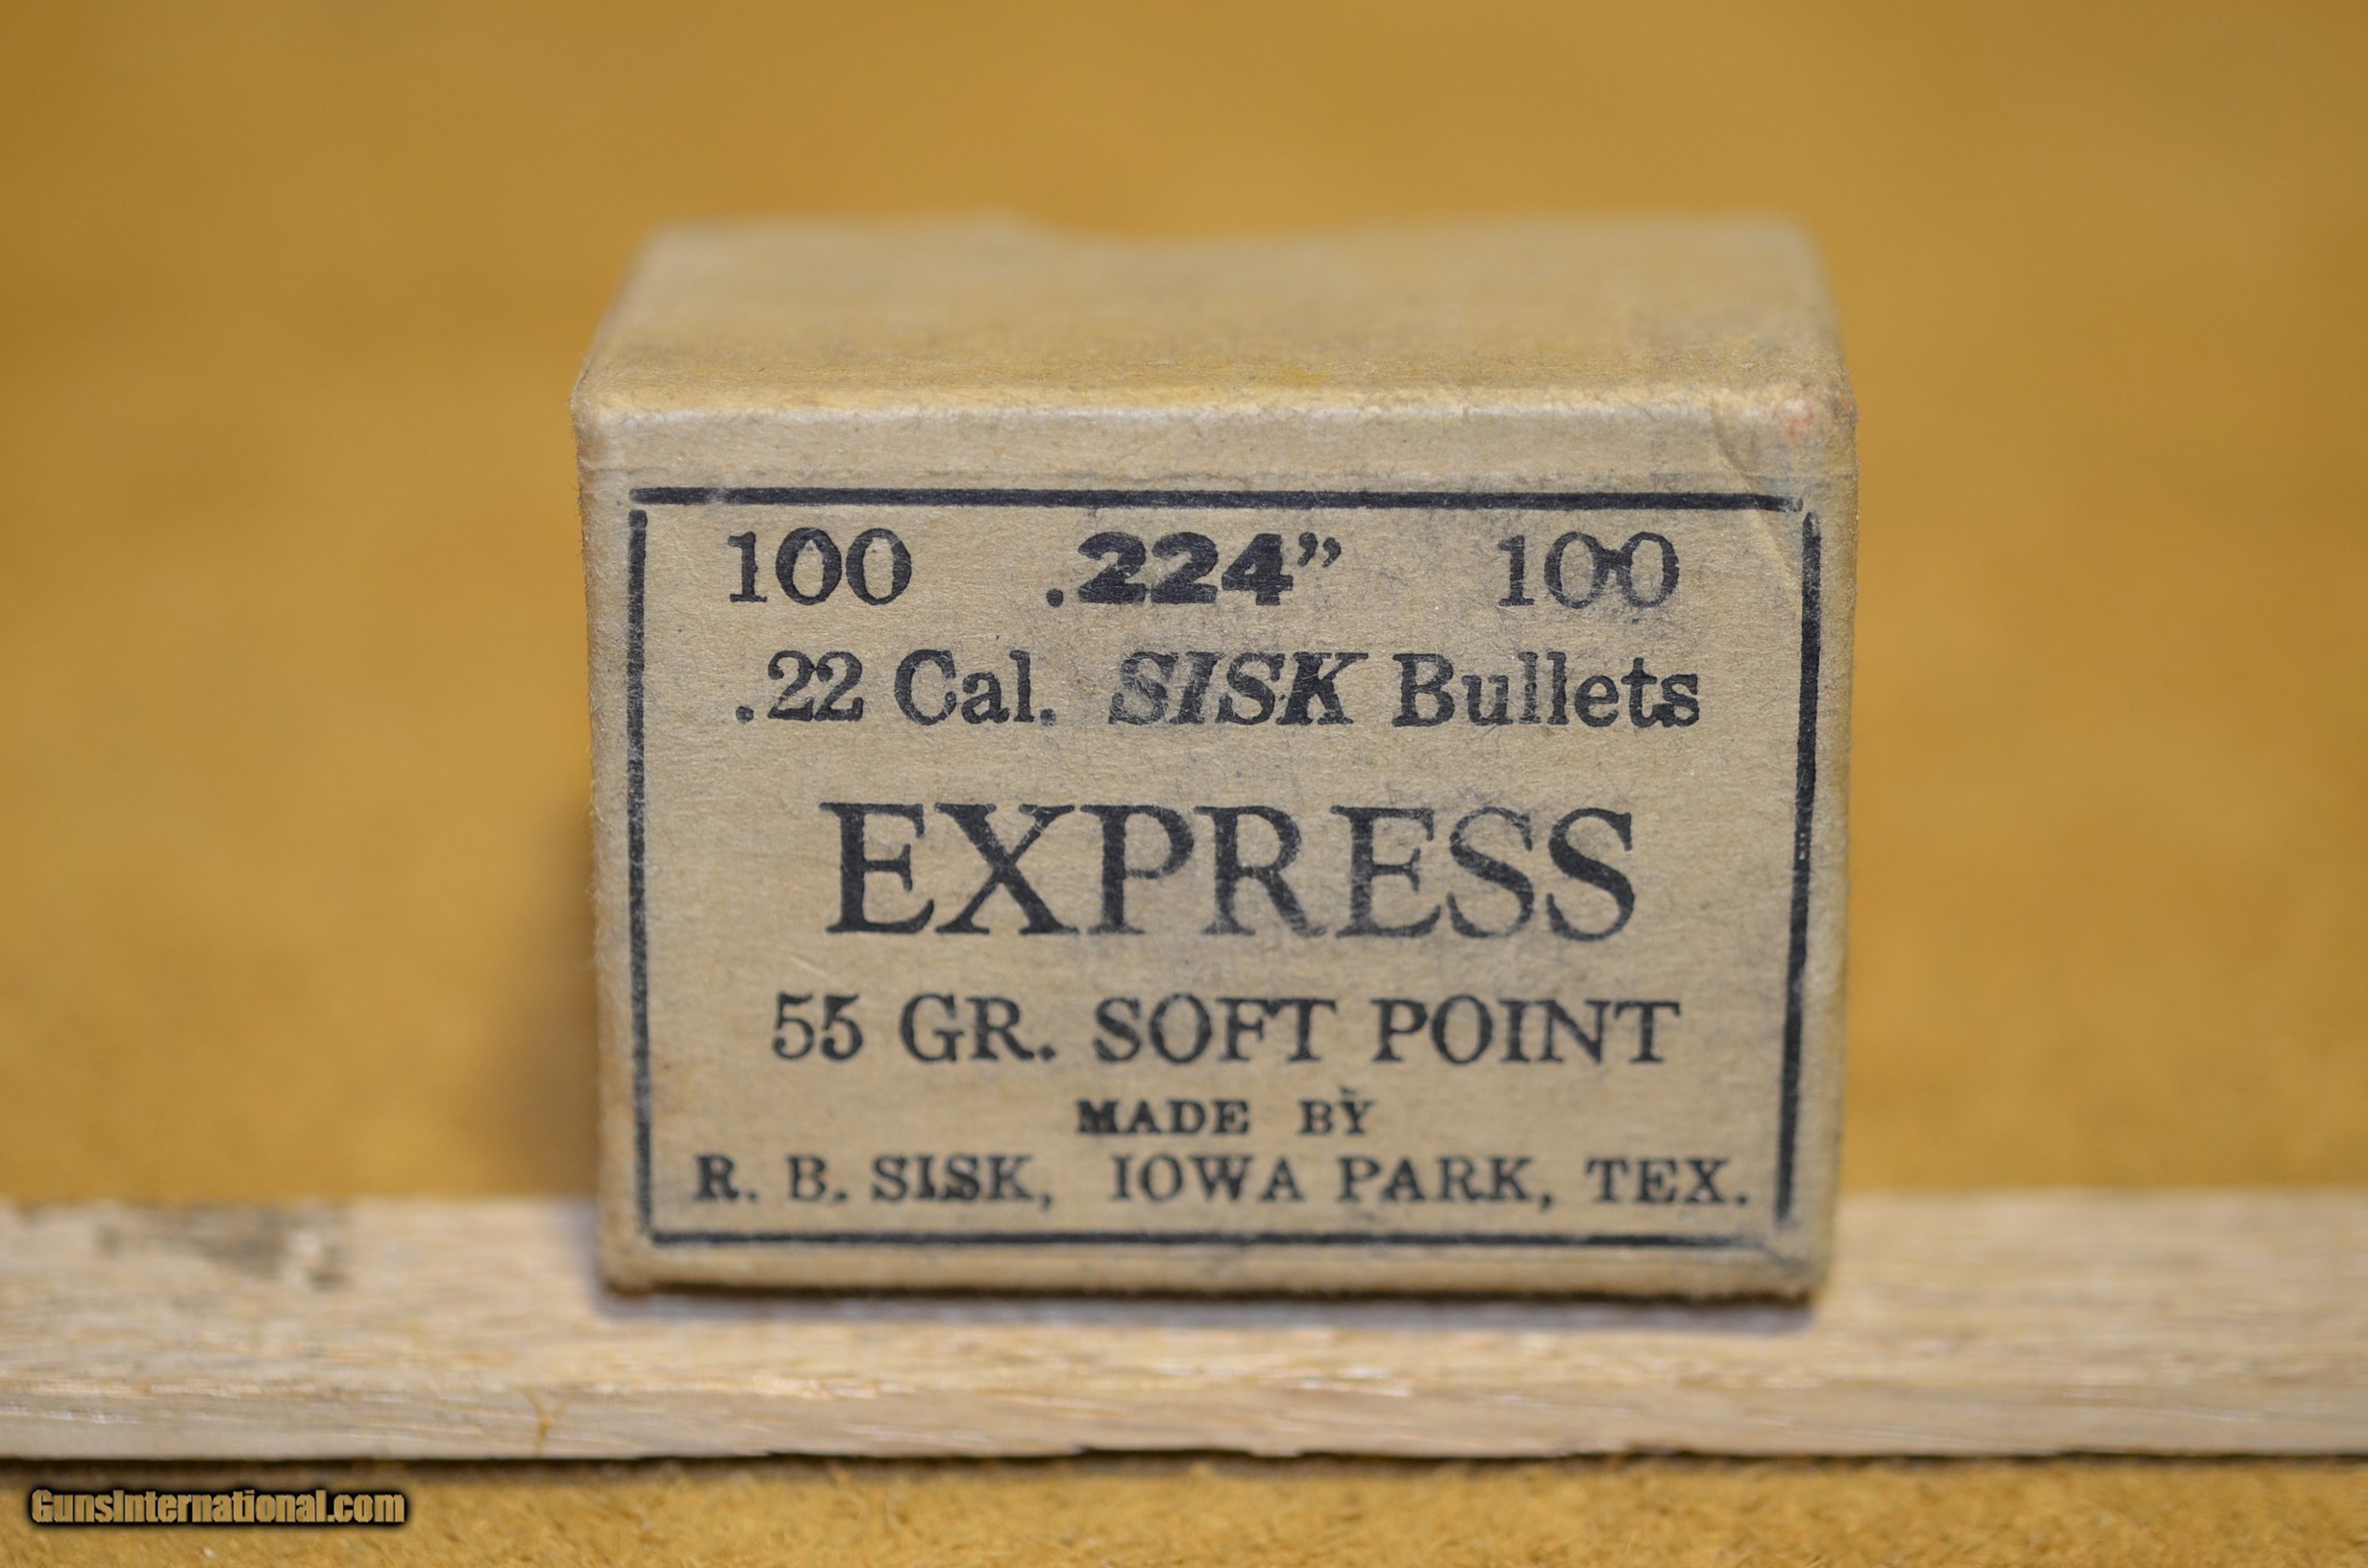 100 .224” 100
.22 Cal. SISK Bullets
EXPRESS
55 GR. SOFT POINT
MADE BY
R. B. SISK, IOWA PARK, TEX.
GunsInternational.com